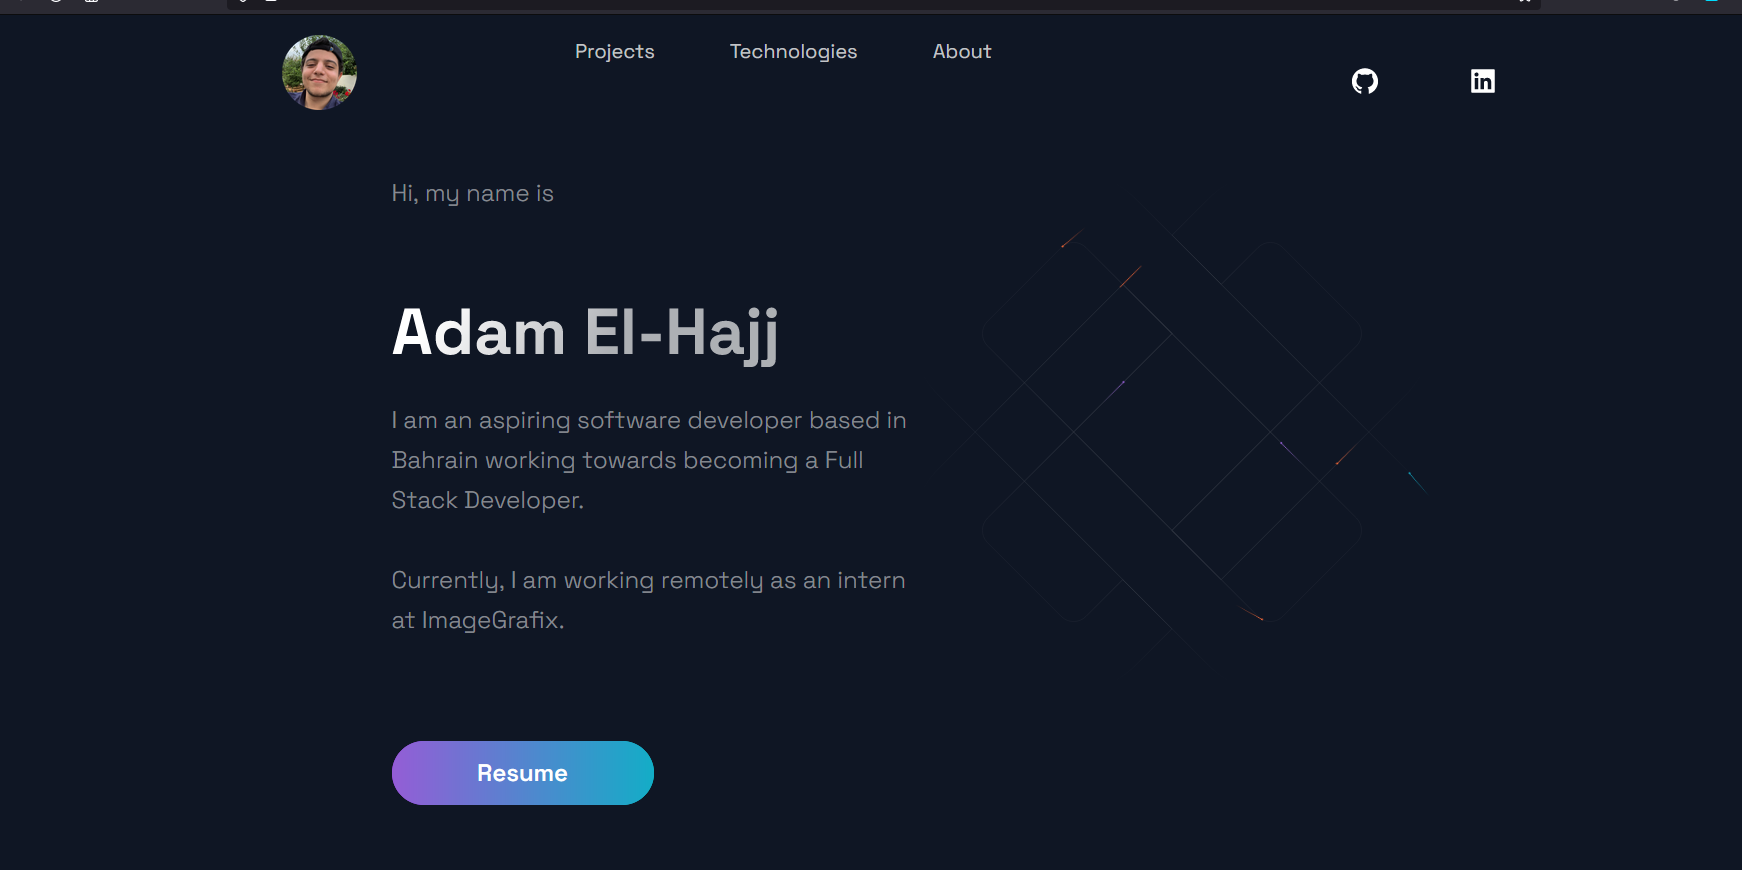 Projects Technologies About
in
Hi, my name is
Adam El-Hajj
I am an aspiring software developer based in
Bahrain working towards becoming a Full
Stack Developer.
Currently, I am working remotely as an intern
at ImageGrafix.
Resume